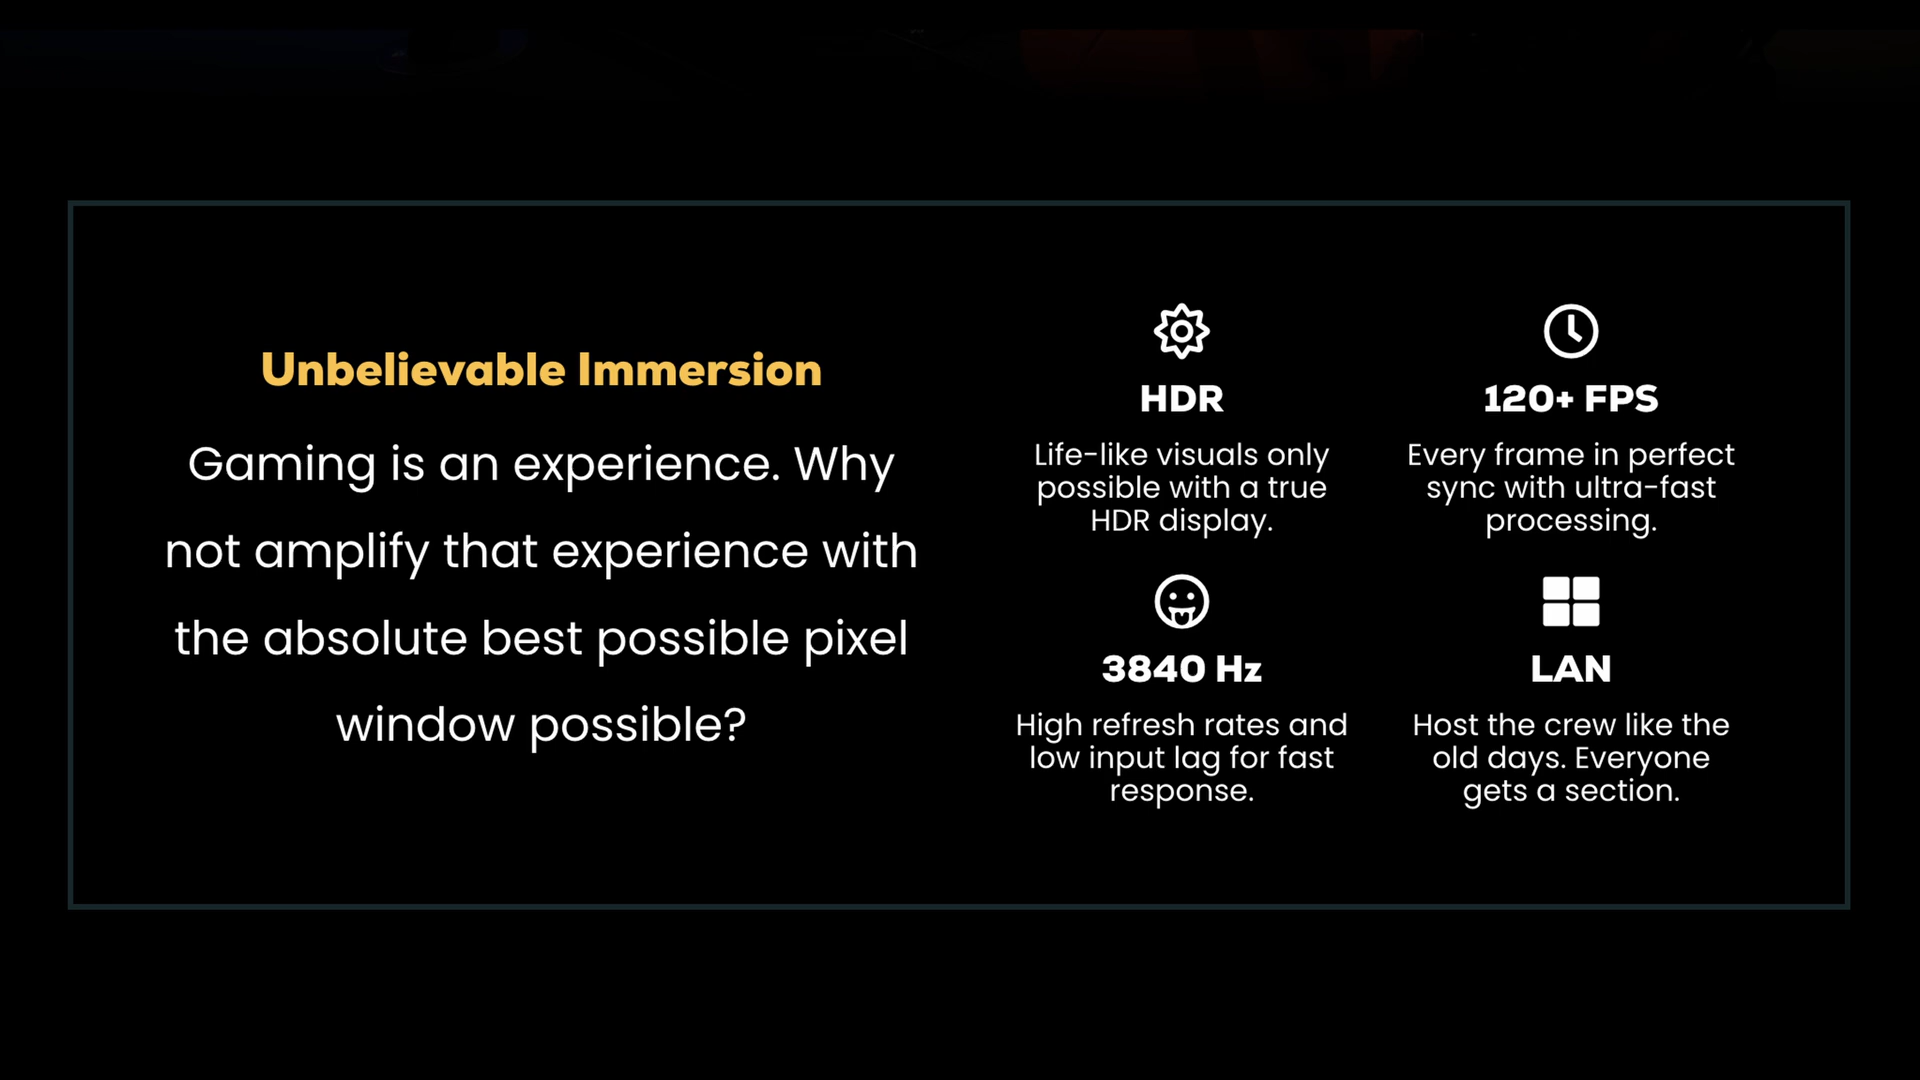 Unbelievable Immersion
Gaming is an experience. Why
not amplify that experience with
the absolute best possible pixel
window possible?
HDR
Life-like visuals only
possible with a true
HDR display.
120+ FPS
Every frame in perfect
sync with ultra-fast
processing.
3840 Hz
High refresh rates and
low input lag for fast
response.
LAN
Host the crew like the
old days. Everyone
gets a section.